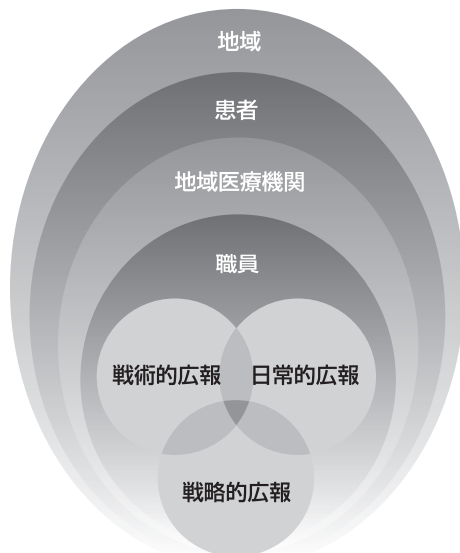 地域
患者
地域医療機関
職員
戦術的広報
日常的広報
戦略的広報